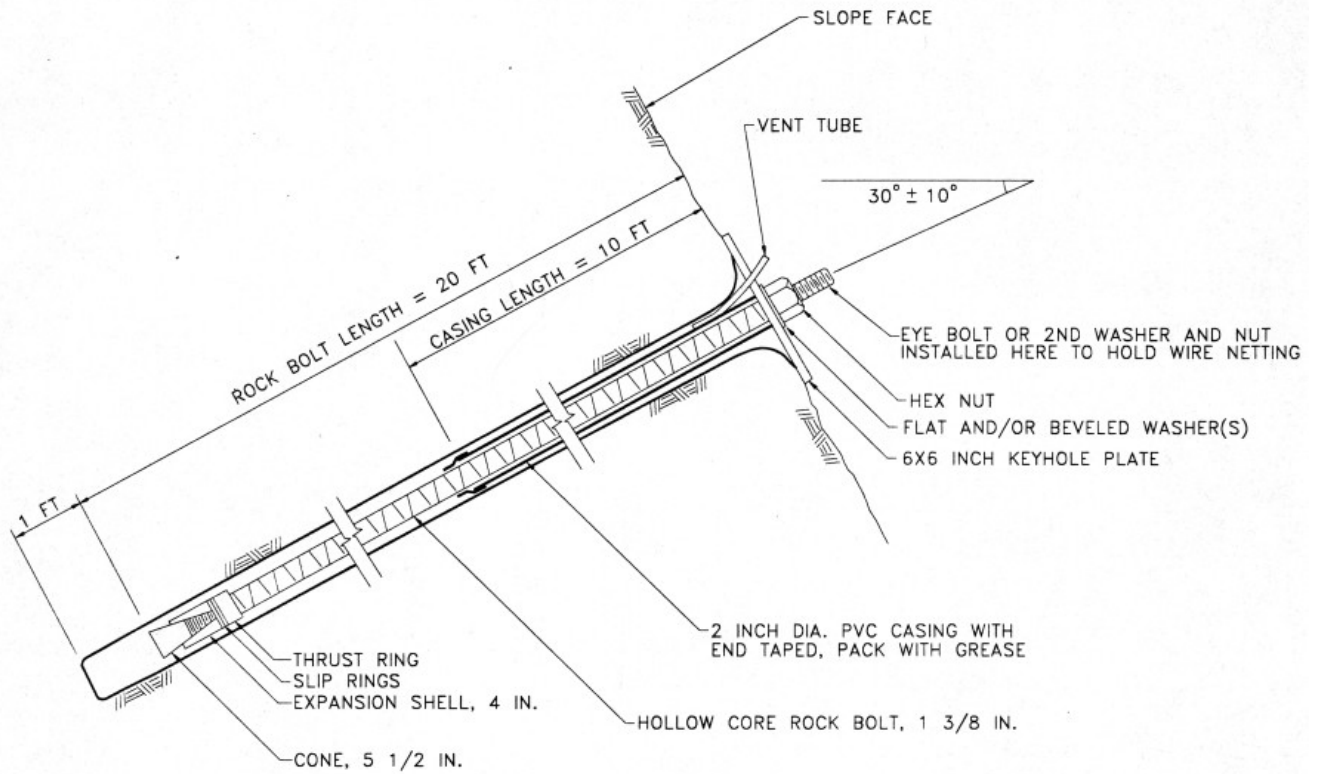 SLOPE FACE
VENT TUBE
30° ± 10°
ROCK BOLT LENGTH = 20 FT
CASING LENGTH = 10 FT
EYE BOLT OR 2ND WASHER AND NUT
INSTALLED HERE TO HOLD WIRE NETTING
HEX NUT
FLAT AND/OR BEVELED WASHER(S)
6X6 INCH KEYHOLE PLATE
1 FT
2 INCH DIA. PVC CASING WITH
END TAPED, PACK WITH GREASE
THRUST RING
SLIP RINGS
EXPANSION SHELL, 4 IN.
HOLLOW CORE ROCK BOLT, 1 3/8 IN.
CONE, 5 1/2 IN.